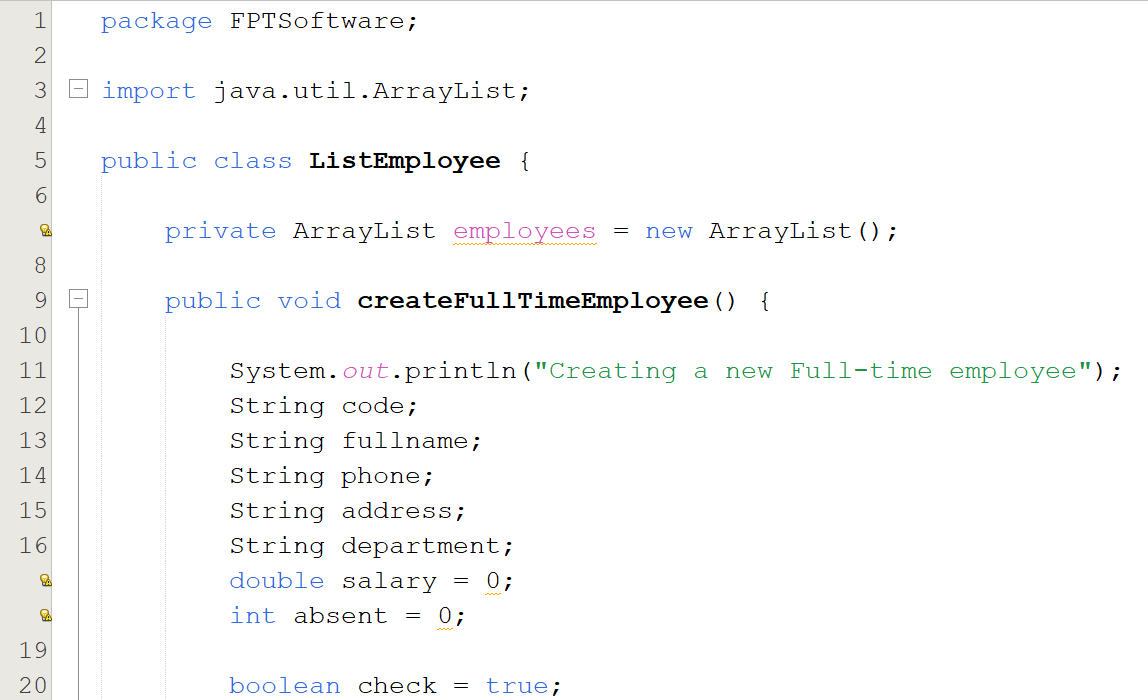 1 package FPTSoftware;
2
3 import java.util.ArrayList;
4
5 public class ListEmployee {
6
private ArrayList employees = new ArrayList();
8
9 public void createFullTimeEmployee() {
10
11 System.out.println("Creating a new Full-time employee");
12 String code;
13 String fullname;
14 String phone;
15 String address;
16 String department;
double salary = 0;
int absent = 0;
19
20 boolean check = true;